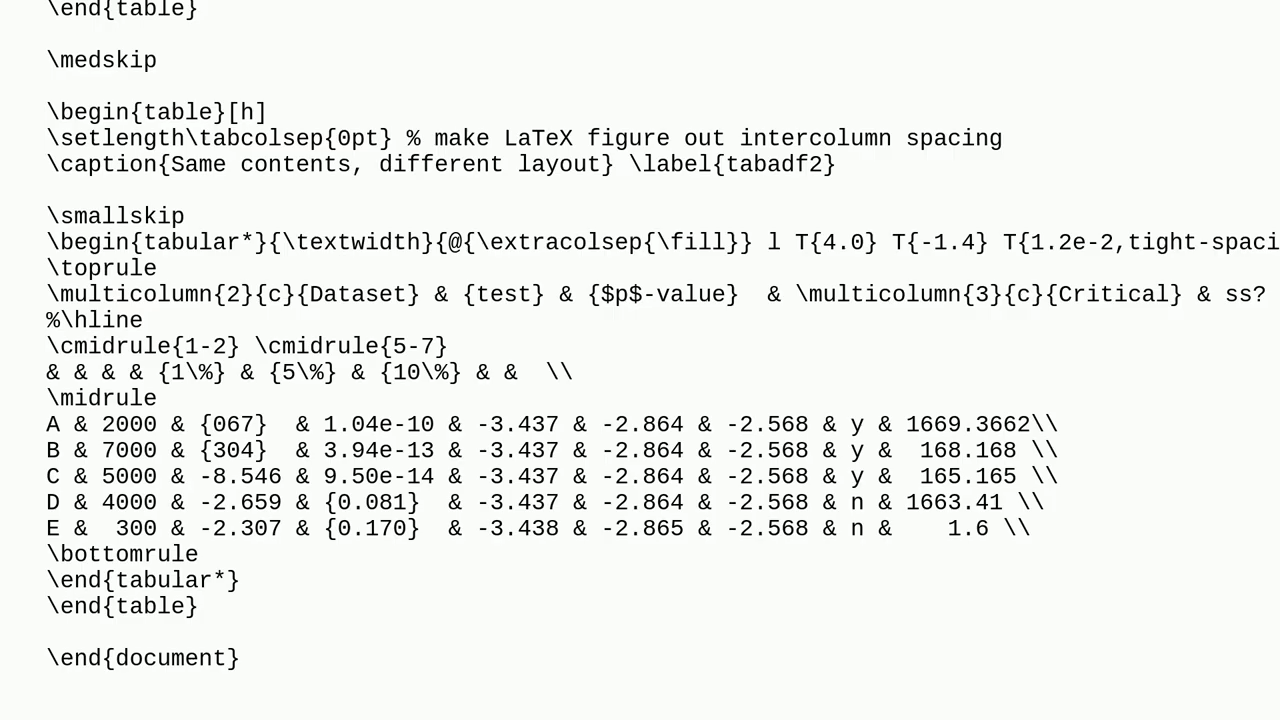 \end{table}
\medskip
\begin{table}[h]
\setlength\tabcolsep{0pt} % make LaTeX figure out intercolumn spacing
\caption{Same contents, different layout} \label{tabadf2}
\smallskip
\begin{tabular*}{\textwidth}{@{\extracolsep{\fill}} l T{4.0} T{-1.4} T{1.2e-2,tight-spaci
\toprule
\multicolumn{2}{c}{Dataset} & {test} & {$p$-value}  & \multicolumn{3}{c}{Critical} & ss?
%\hline
\cmidrule{1-2} \cmidrule{5-7}
& & & & {1\%} & {5\%} & {10\%} & &  \\
\midrule
A & 2000 & {067}  & 1.04e-10 & -3.437 & -2.864 & -2.568 & y & 1669.3662\\
B & 7000 & {304}  & 3.94e-13 & -3.437 & -2.864 & -2.568 & y &  168.168 \\
C & 5000 & -8.546 & 9.50e-14 & -3.437 & -2.864 & -2.568 & y &  165.165 \\
D & 4000 & -2.659 & {0.081}  & -3.437 & -2.864 & -2.568 & n & 1663.41 \\
E &  300 & -2.307 & {0.170}  & -3.438 & -2.865 & -2.568 & n &    1.6 \\
\bottomrule
\end{tabular*}
\end{table}
\end{document}